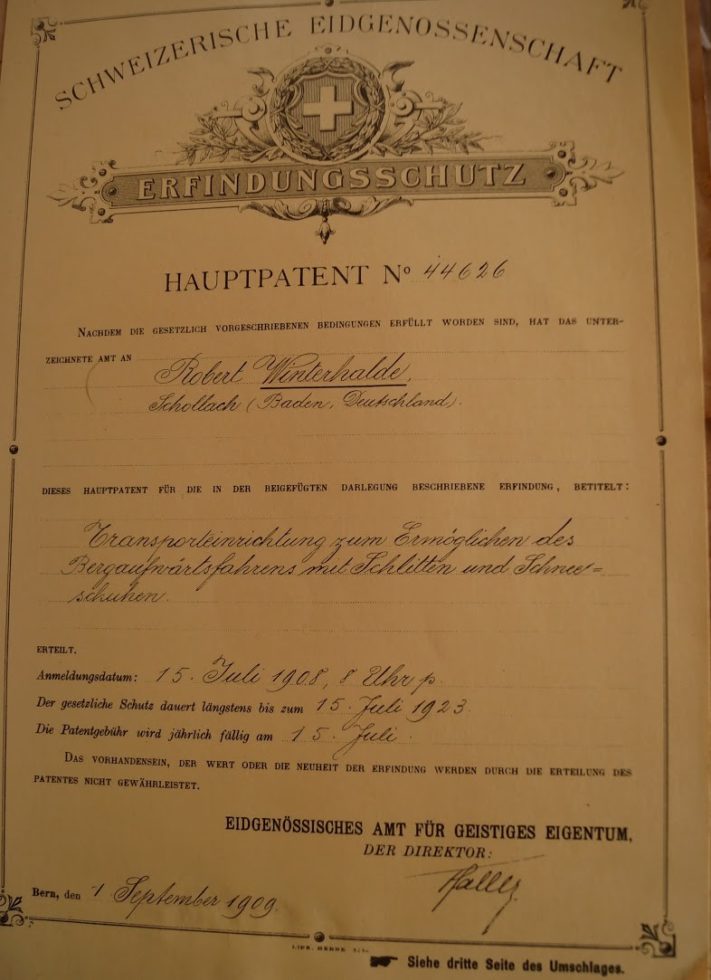 SCHWEIZERISCHE EIDGENOSSENSCHAFT
ERFINDUNGSSCHUTZ
HAUPTPATENT Nº 44626
NACHDEM DIE GESETZLICH VORGESCHRIEBENEN BEDINGUNGEN ERFÜLLT WORDEN SIND, HAT DAS UNTER-
ZEICHNETE AMT AN
Robert Winterhalde,
Schollach (Baden, Deutschland).
DIESES HAUPTPATENT FÜR DIE IN DER BEIGEFÜGTEN DARLEGUNG BESCHRIEBENE ERFINDUNG, BETITELT:
Transporteinrichtung zum Ermöglichen des
Bergaufwärtsfahrens mit Schlitten und Schnee=
schuhen.
ERTEILT.
Anmeldungsdatum: 15. Juli 1908, 8 Uhr p.
Der gesetzliche Schutz dauert längstens bis zum 15. Juli 1923.
Die Patentgebühr wird jährlich fällig am 15. Juli.
DAS VORHANDENSEIN, DER WERT ODER DIE NEUHEIT DER ERFINDUNG WERDEN DURCH DIE ERTEILUNG DES
PATENTES NICHT GEWÄHRLEISTET.
EIDGENÖSSISCHES AMT FÜR GEISTIGES EIGENTUM,
DER DIREKTOR:
Bern, den 1 September 1909.
Siehe dritte Seite des Umschlages.